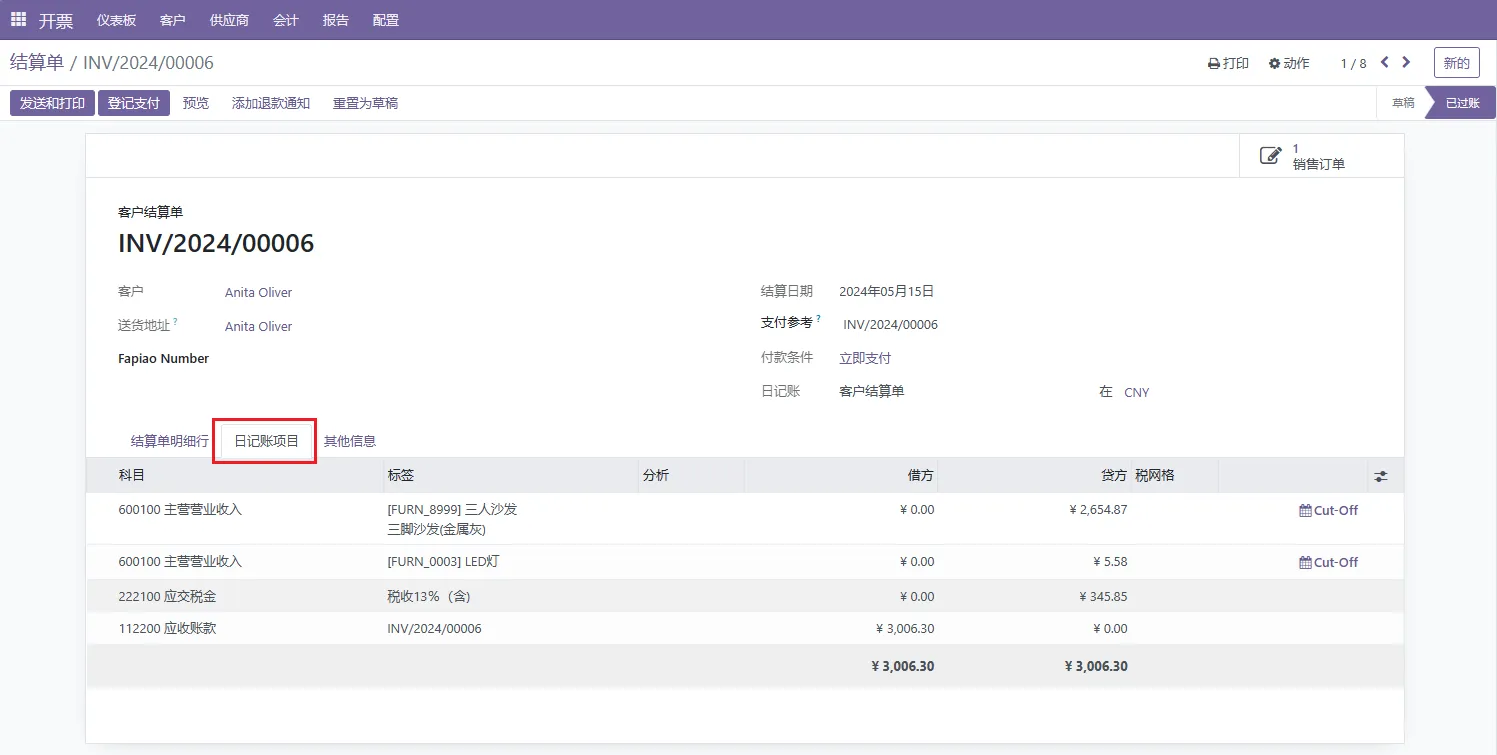 开票 仪表板 客户 供应商 会计 报告 配置
结算单 / INV/2024/00006 打印 动作 1 / 8 新的
发送和打印 登记支付 预览 添加退款通知 重置为草稿 草稿 已过账
1
销售订单
客户结算单
INV/2024/00006
客户 Anita Oliver 结算日期 2024年05月15日
送货地址 ? Anita Oliver 支付参考 ? INV/2024/00006
Fapiao Number 付款条件 立即支付
日记账 客户结算单 在 CNY
结算单明细行 日记账项目 其他信息
科目 标签 分析 借方 贷方 税网格
600100 主营营业收入 [FURN_8999] 三人沙发 ¥ 0.00 ¥ 2,654.87 Cut-Off
三脚沙发(金属灰)
600100 主营营业收入 [FURN_0003] LED灯 ¥ 0.00 ¥ 5.58 Cut-Off
222100 应交税金 税收13%（含) ¥ 0.00 ¥ 345.85
112200 应收账款 INV/2024/00006 ¥ 3,006.30 ¥ 0.00
¥ 3,006.30 ¥ 3,006.30